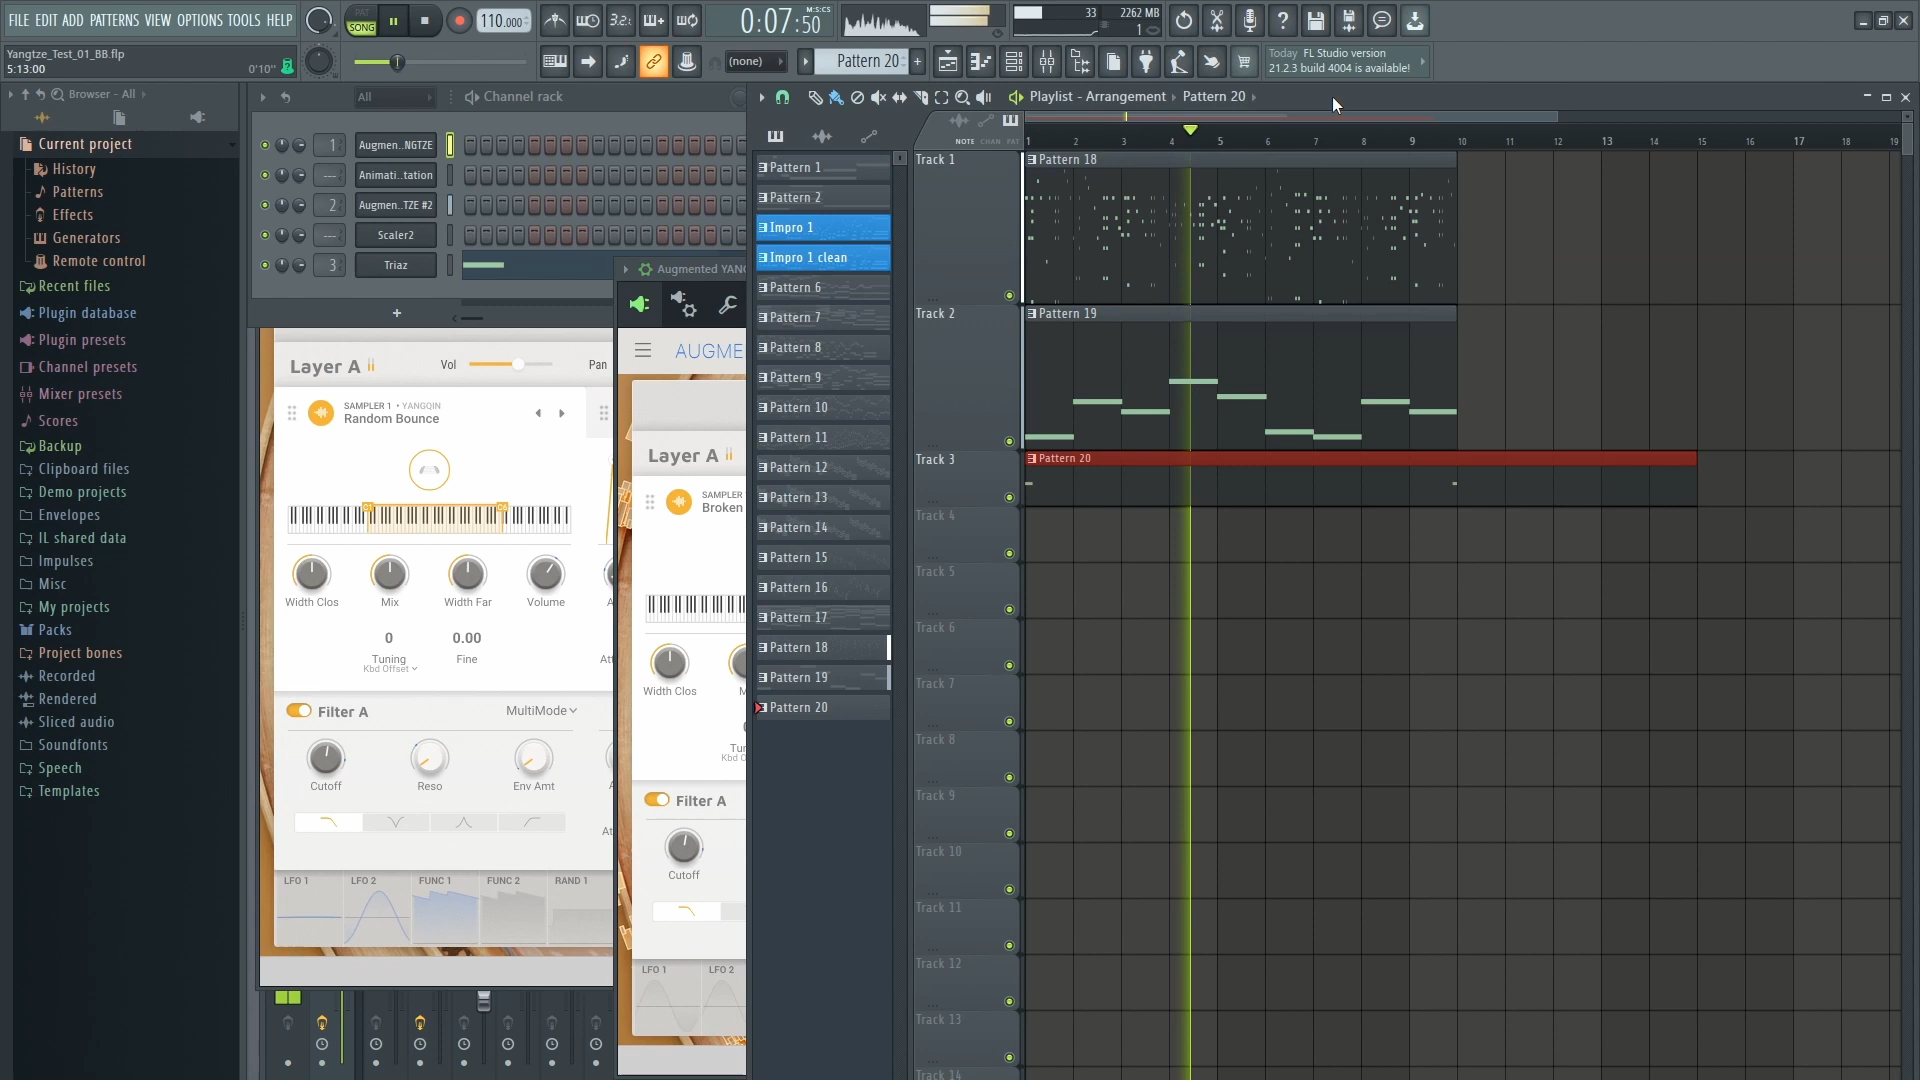 FILE EDIT ADD PATTERNS VIEW OPTIONS TOOLS HELP
PAT
SONG
110.000
3.2.
0:07:50
M:S:CS
33
2262 MB
1
Yangtze_Test_01_BB.flp
5:13:00
0'10"
(none)
Pattern 20
Today FL Studio version
21.2.3 build 4004 is available!
Browser - All
All
Channel rack
Playlist - Arrangement
Pattern 20
NOTE CHAN PAT
1 2 3 4 5 6 7 8 9 10 11 12 13 14 15 16 17 18 19
Current project
History
Patterns
Effects
Generators
Remote control
Recent files
Plugin database
Plugin presets
Channel presets
Mixer presets
Scores
Backup
Clipboard files
Demo projects
Envelopes
IL shared data
Impulses
Misc
My projects
Packs
Project bones
Recorded
Rendered
Sliced audio
Soundfonts
Speech
Templates
1 Augmen..NGTZE
--- Animati..tation
2 Augmen..TZE #2
--- Scaler2
3 Triaz
Layer A
Vol
Pan
SAMPLER 1 • YANGQIN
Random Bounce
Width Clos
Mix
Width Far
Volume
0
0.00
Tuning
Fine
Kbd Offset
Att
Filter A
MultiMode
Cutoff
Reso
Env Amt
At
LFO 1
LFO 2
FUNC 1
FUNC 2
RAND 1
Augmented YANG
AUGME
Layer A
SAMPLER
Broken
Width Clos
M
Tur
Kbd O
Filter A
Cutoff
LFO 1
LFO 2
Pattern 1
Pattern 2
Impro 1
Impro 1 clean
Pattern 6
Pattern 7
Pattern 8
Pattern 9
Pattern 10
Pattern 11
Pattern 12
Pattern 13
Pattern 14
Pattern 15
Pattern 16
Pattern 17
Pattern 18
Pattern 19
Pattern 20
Track 1
Pattern 18
Track 2
Pattern 19
Track 3
Pattern 20
Track 4
Track 5
Track 6
Track 7
Track 8
Track 9
Track 10
Track 11
Track 12
Track 13
Track 14